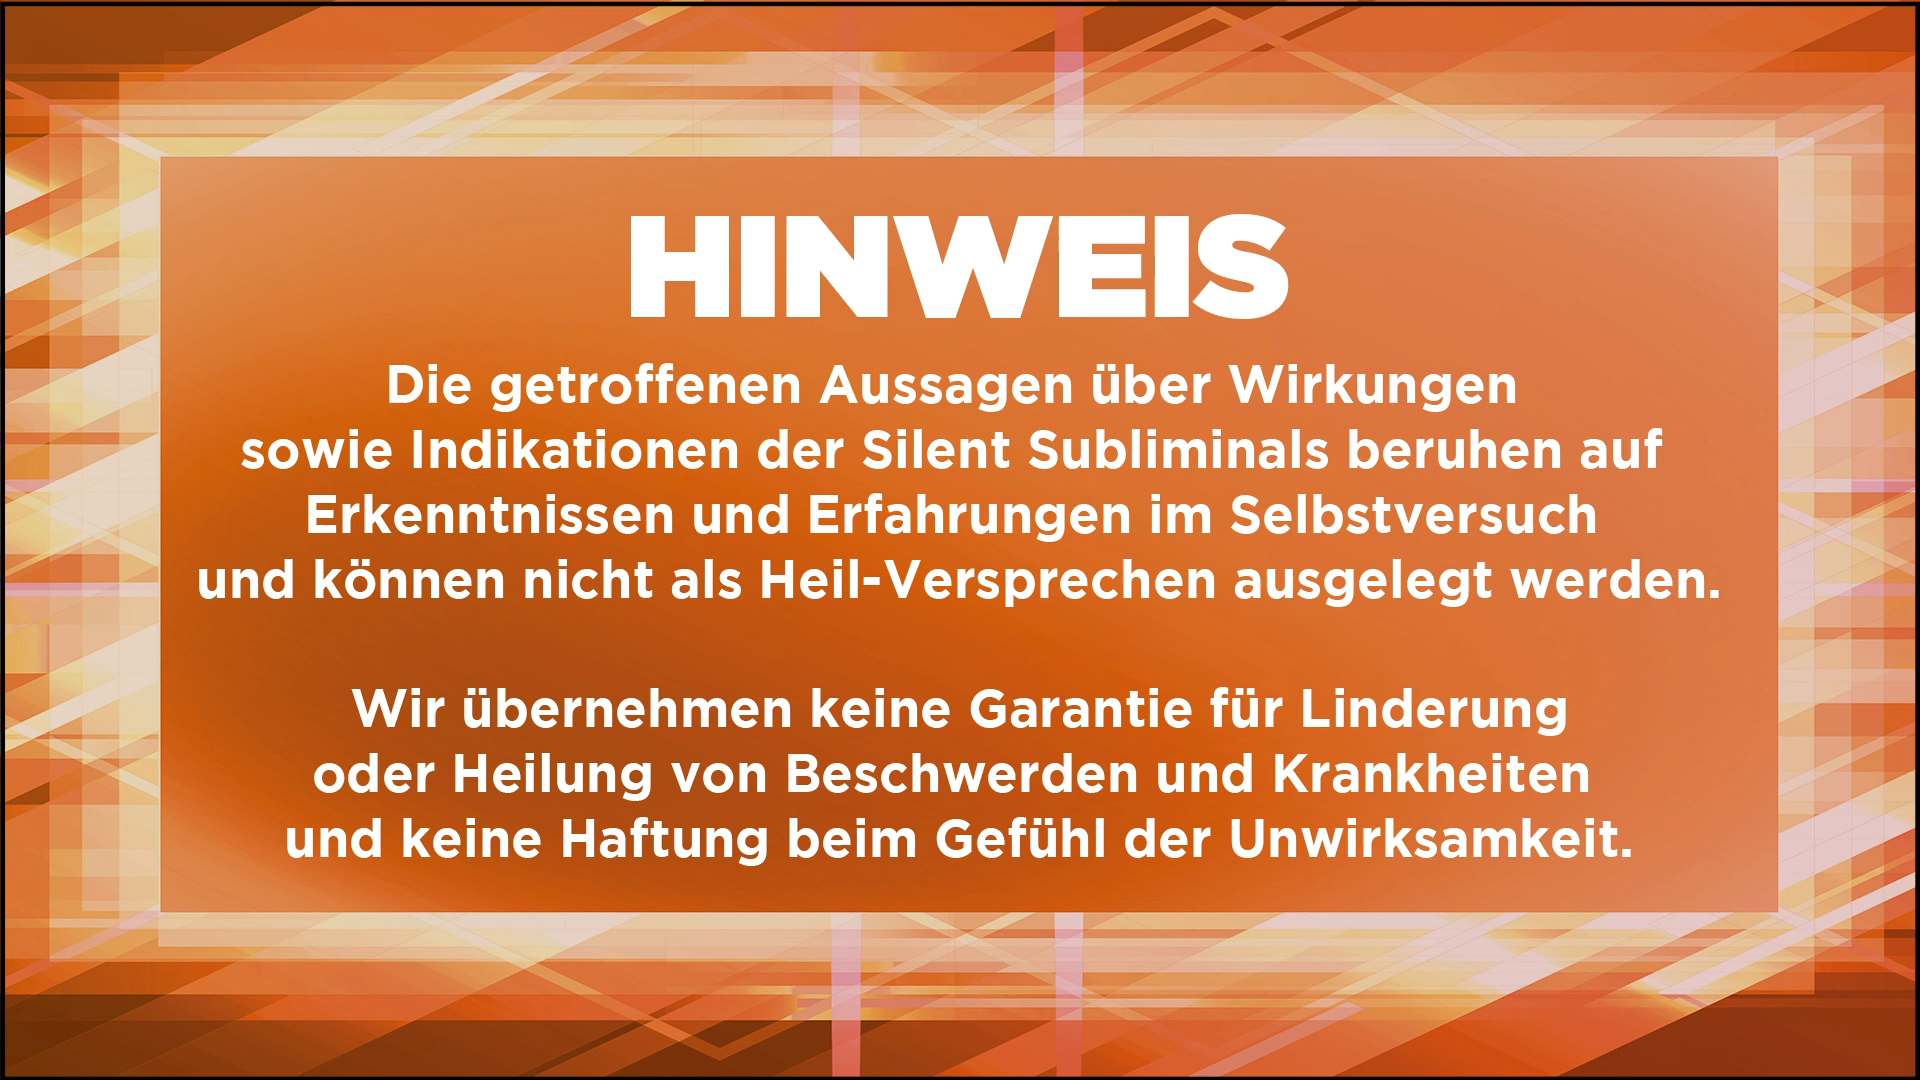 HINWEIS
Die getroffenen Aussagen über Wirkungen
sowie Indikationen der Silent Subliminals beruhen auf
Erkenntnissen und Erfahrungen im Selbstversuch
und können nicht als Heil-Versprechen ausgelegt werden.
Wir übernehmen keine Garantie für Linderung
oder Heilung von Beschwerden und Krankheiten
und keine Haftung beim Gefühl der Unwirksamkeit.